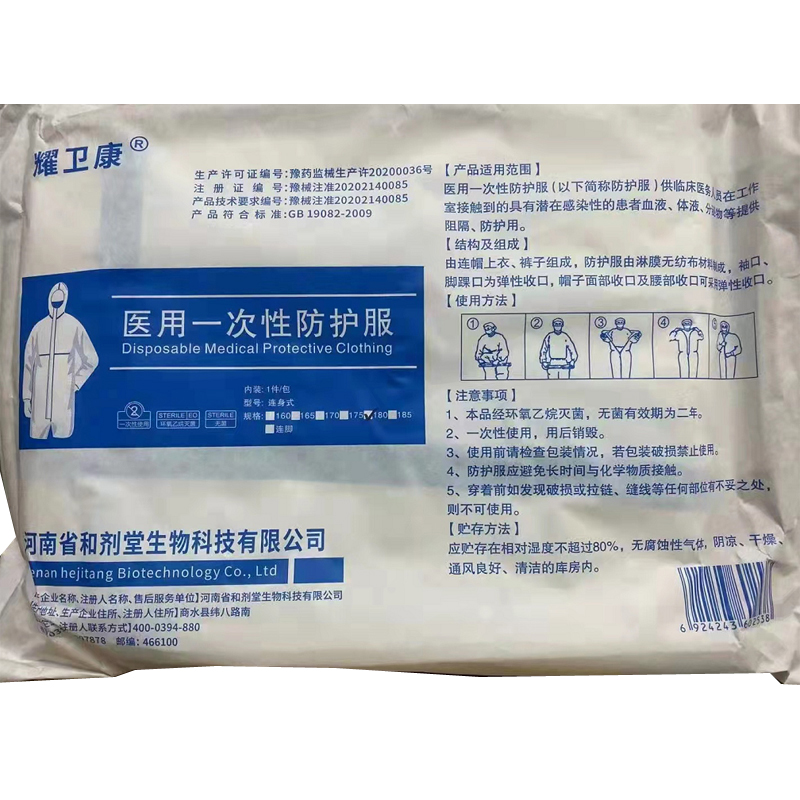 耀卫康®
生产许可证编号:豫药监械生产许20200036号
注册证编号:豫械注准20202140085
产品技术要求编号:豫械注准20202140085
产品符合标准:GB 19082-2009
医用一次性防护服
Disposable Medical Protective Clothing
内装: 1件/包
型号: 连身式
规格: 160 165 170 175 180 185
连脚
2
一次性使用
STERILE EO
环氧乙烷灭菌
STERILE
无菌
河南省和剂堂生物科技有限公司
enan hejitang Biotechnology Co., Ltd
企业名称、注册人名称、售后服务单位】河南省和剂堂生物科技有限公司
地址、生产企业住所、注册人住所】商水县纬八路南
注册人联系方式】400-0394-880
7878 邮编: 466100
【产品适用范围】
医用一次性防护服(以下简称防护服)供临床医务人员在工作
室接触到的具有潜在感染性的患者血液、体液、分泌物等提供
阻隔、防护用。
【结构及组成】
由连帽上衣、裤子组成,防护服由淋膜无纺布材料制成,袖口、
脚踝口为弹性收口,帽子面部收口及腰部收口可采用弹性收口。
【使用方法】
① ② ③ ④ ⑤
【注意事项】
1、本品经环氧乙烷灭菌,无菌有效期为二年。
2、一次性使用,用后销毁。
3、使用前请检查包装情况,若包装破损禁止使用。
4、防护服应避免长时间与化学物质接触。
5、穿着前如发现破损或拉链、缝线等任何部位有不妥之处,
则不可使用。
【贮存方法】
应贮存在相对湿度不超过80%,无腐蚀性气体,阴凉、干燥、
通风良好、清洁的库房内。
6 924243 602538